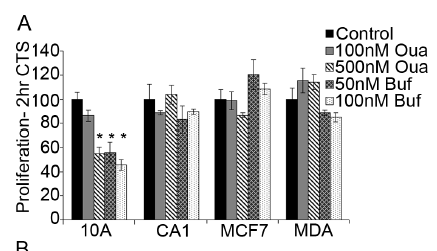 A
Proliferation- 2hr CTS
140
120
100
80
60
40
20
0
* * *
10A CA1 MCF7 MDA
Control
100nM Oua
500nM Oua
50nM Buf
100nM Buf
B